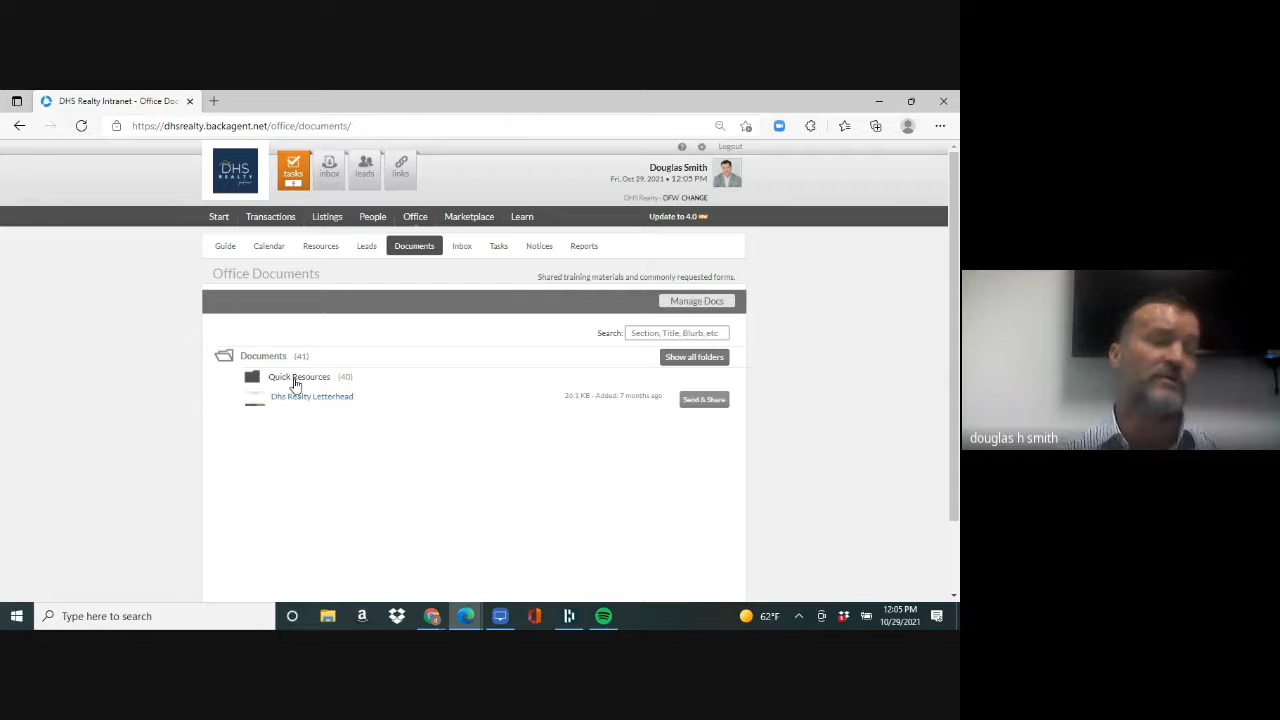 DHS Realty Intranet - Office Doc
https://dhsrealty.backagent.net/office/documents/
Logout
DHS
REALTY
tasks
9
inbox
leads
links
Douglas Smith
Fri, Oct 29, 2021 • 12:05 PM
DHS Realty - DFW CHANGE
Start Transactions Listings People Office Marketplace Learn Update to 4.0
Guide Calendar Resources Leads Documents Inbox Tasks Notices Reports
Office Documents Shared training materials and commonly requested forms.
Manage Docs
Search: Section, Title, Blurb, etc
Documents (41) Show all folders
Quick Resources (40)
Dhs Realty Letterhead 26.1 KB - Added; 7 months ago Send & Share
douglas h smith
Type here to search 62°F 12:05 PM
10/29/2021